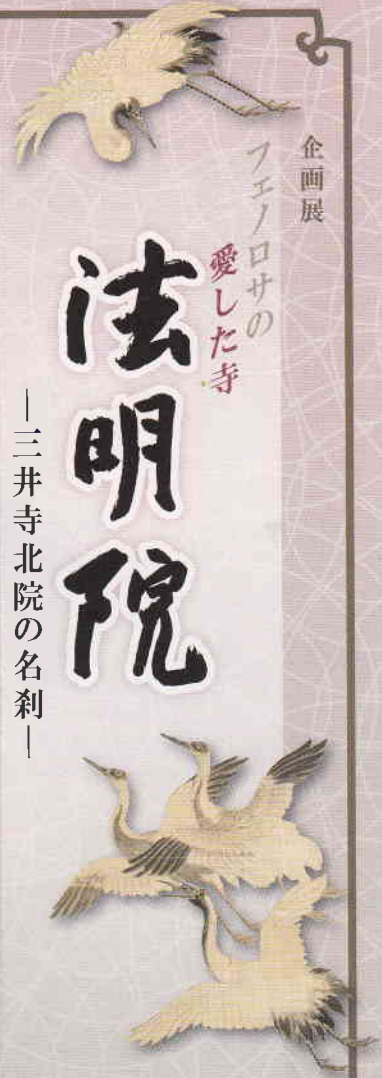 企画展
フェノロサの
愛した寺
法明院
―三井寺北院の名刹―